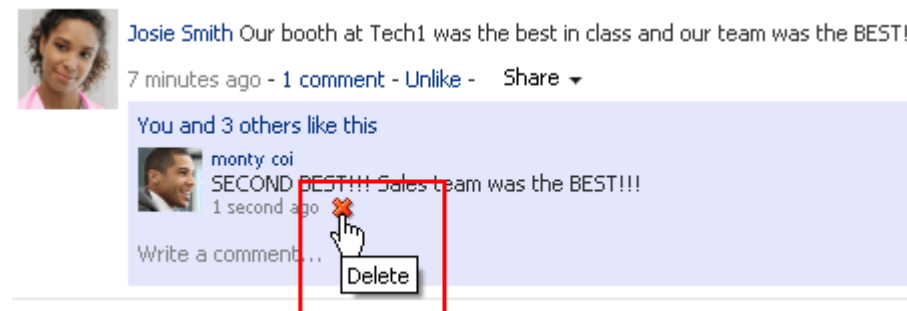 Josie Smith Our booth at Tech1 was the best in class and our team was the BEST!
7 minutes ago - 1 comment - Unlike - Share
You and 3 others like this
monty coi
SECOND BEST!!! Sales team was the BEST!!!
1 second ago
Write a comment...
Delete